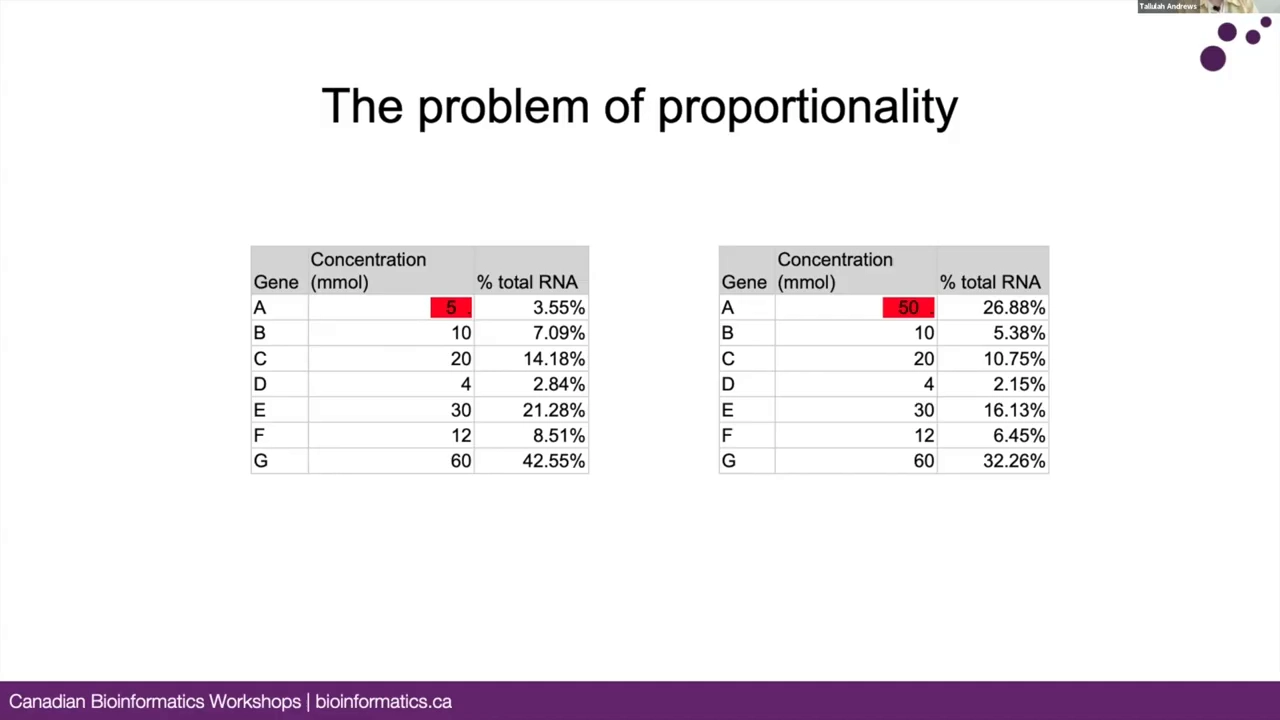 Tallulah Andrews
The problem of proportionality
Concentration
Gene (mmol) % total RNA
A 5 3.55%
B 10 7.09%
C 20 14.18%
D 4 2.84%
E 30 21.28%
F 12 8.51%
G 60 42.55%
Concentration
Gene (mmol) % total RNA
A 50 26.88%
B 10 5.38%
C 20 10.75%
D 4 2.15%
E 30 16.13%
F 12 6.45%
G 60 32.26%
Canadian Bioinformatics Workshops | bioinformatics.ca